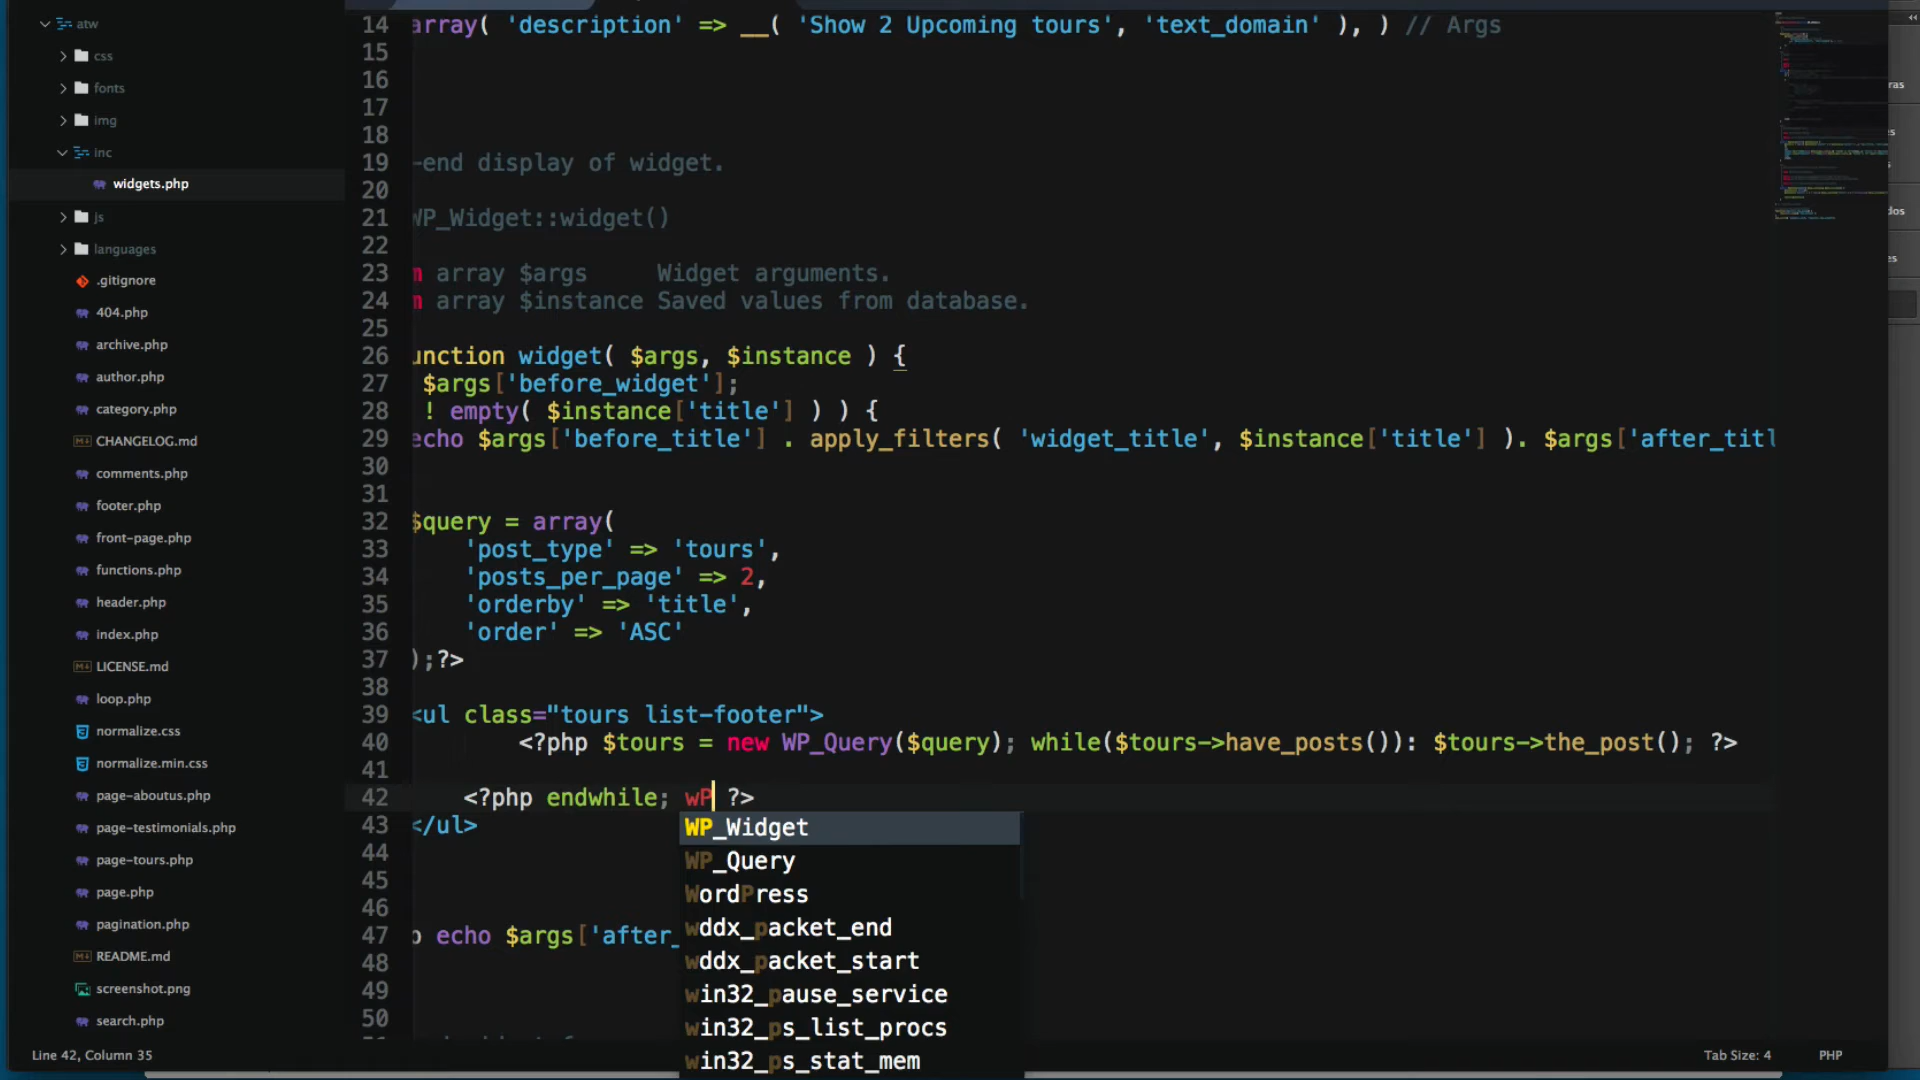 atw
css
fonts
img
inc
widgets.php
js
languages
.gitignore
404.php
archive.php
author.php
category.php
CHANGELOG.md
comments.php
footer.php
front-page.php
functions.php
header.php
index.php
LICENSE.md
loop.php
normalize.css
normalize.min.css
page-aboutus.php
page-testimonials.php
page-tours.php
page.php
pagination.php
README.md
screenshot.png
search.php
14 array( 'description' => __( 'Show 2 Upcoming tours', 'text_domain' ), ) // Args
15
16
17
18
19 -end display of widget.
20
21 WP_Widget::widget()
22
23 m array $args     Widget arguments.
24 m array $instance Saved values from database.
25
26 unction widget( $args, $instance ) {
27 $args['before_widget'];
28 ! empty( $instance['title'] ) ) {
29 echo $args['before_title'] . apply_filters( 'widget_title', $instance['title'] ). $args['after_titl
30
31
32 $query = array(
33 'post_type' => 'tours',
34 'posts_per_page' => 2,
35 'orderby' => 'title',
36 'order' => 'ASC'
37 );?>
38
39 <ul class="tours list-footer">
40 <?php $tours = new WP_Query($query); while($tours->have_posts()): $tours->the_post(); ?>
41
42 <?php endwhile; wP ?>
43 </ul>
44
45
46
47 p echo $args['after_
48
49
50
WP_Widget
WP_Query
WordPress
wddx_packet_end
wddx_packet_start
win32_pause_service
win32_ps_list_procs
win32_ps_stat_mem
ras
es
s
dos
es
Line 42, Column 35
Tab Size: 4
PHP